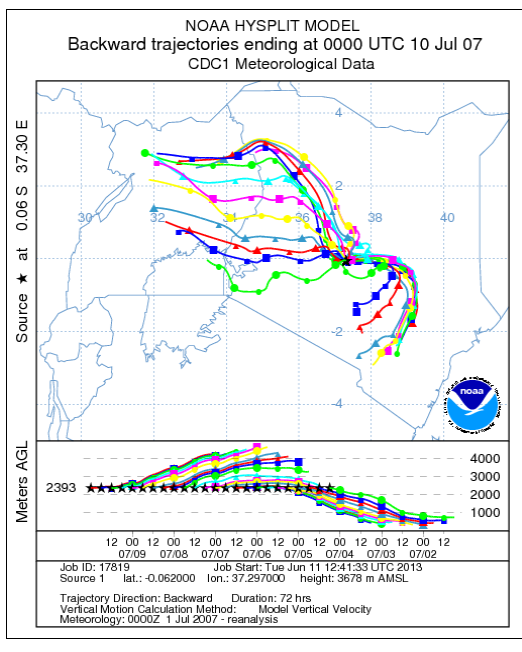 NOAA HYSPLIT MODEL
Backward trajectories ending at 0000 UTC 10 Jul 07
CDC1 Meteorological Data
Source ★ at 0.06 S 37.30 E
4
2
30 32 34 36 38 40
-2
-4
noaa
Meters AGL
2393
4000
3000
2000
1000
12 00 12 00 12 00 12 00 12 00 12 00 12 00 12 00 12
07/09 07/08 07/07 07/06 07/05 07/04 07/03 07/02
Job ID: 17819 Job Start: Tue Jun 11 12:41:33 UTC 2013
Source 1 lat.: -0.062000 lon.: 37.297000 height: 3678 m AMSL
Trajectory Direction: Backward Duration: 72 hrs
Vertical Motion Calculation Method: Model Vertical Velocity
Meteorology: 0000Z 1 Jul 2007 - reanalysis